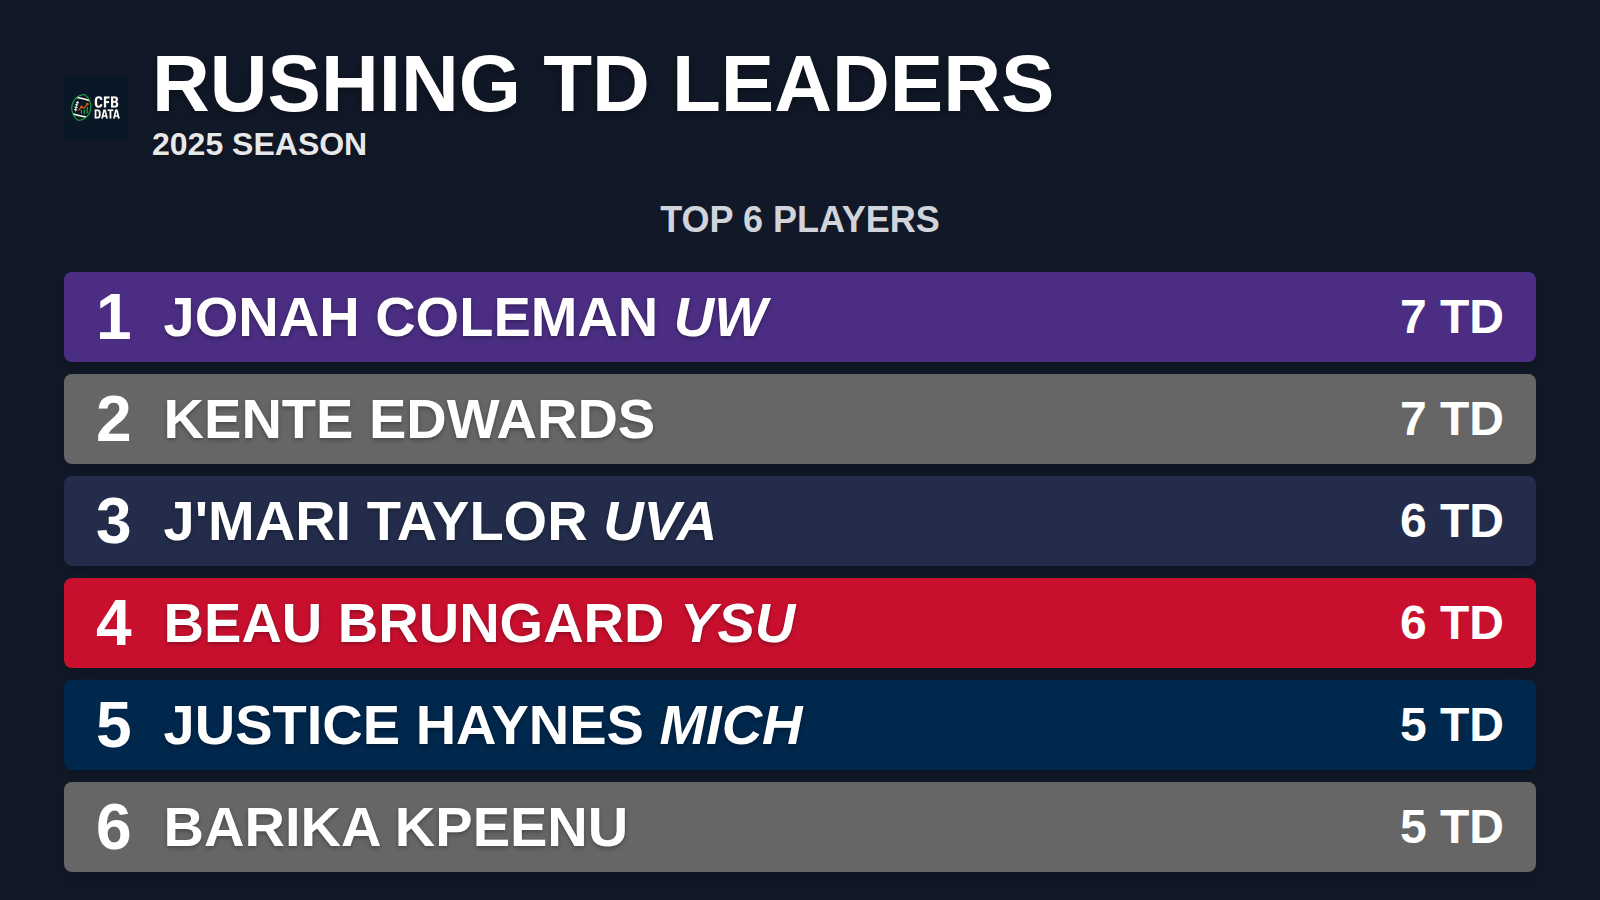 CFB
DATA
RUSHING TD LEADERS
2025 SEASON
TOP 6 PLAYERS
1 JONAH COLEMAN UW 7 TD
2 KENTE EDWARDS 7 TD
3 J'MARI TAYLOR UVA 6 TD
4 BEAU BRUNGARD YSU 6 TD
5 JUSTICE HAYNES MICH 5 TD
6 BARIKA KPEENU 5 TD